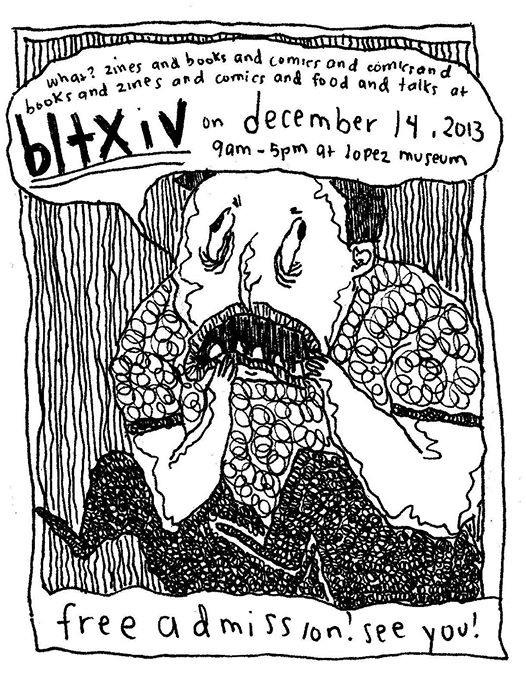 what? zines and books and comics and comics and
books and zines and comics and food and talks at
bltXiV on december 14, 2013
9am - 5pm at lopez museum
free admission! see you!